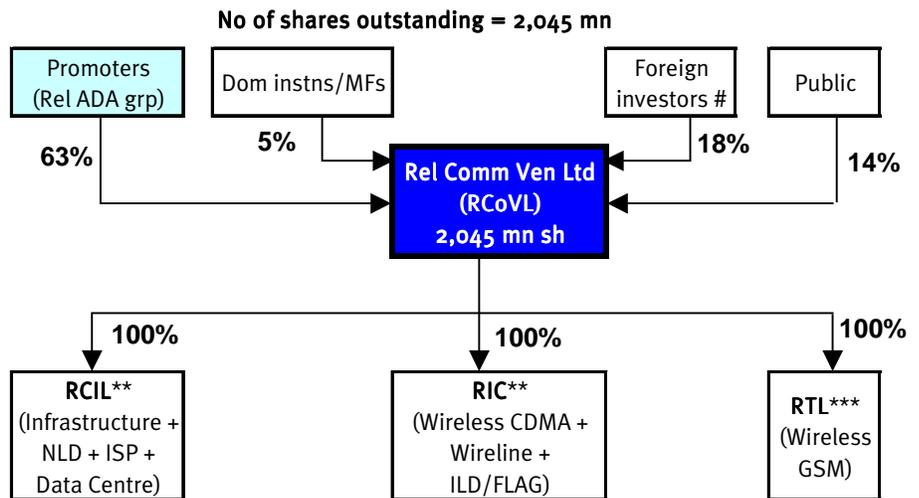 No of shares outstanding = 2,045 mn
Promoters
(Rel ADA grp)
Dom instns/MFs
Foreign
investors #
Public
63%
5%
18%
14%
Rel Comm Ven Ltd
(RCoVL)
2,045 mn sh
100%
100%
100%
RCIL**
(Infrastructure +
NLD + ISP +
Data Centre)
RIC**
(Wireless CDMA +
Wireline +
ILD/FLAG)
RTL***
(Wireless
GSM)